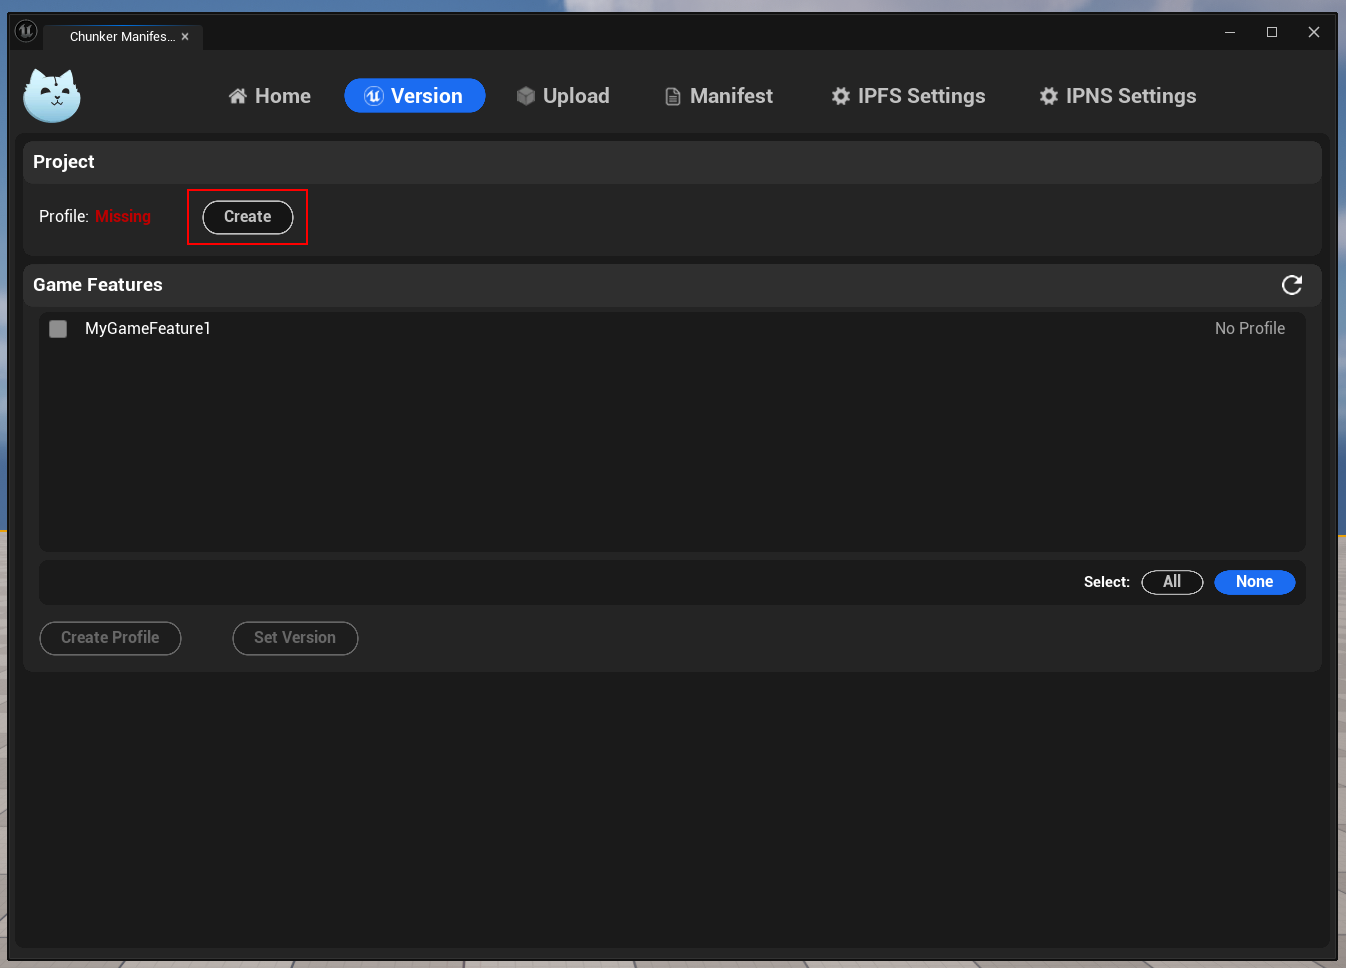 Chunker Manifes...
Home Version Upload Manifest IPFS Settings IPNS Settings
Project
Profile: Missing Create
Game Features
MyGameFeature1 No Profile
Select: All None
Create Profile Set Version